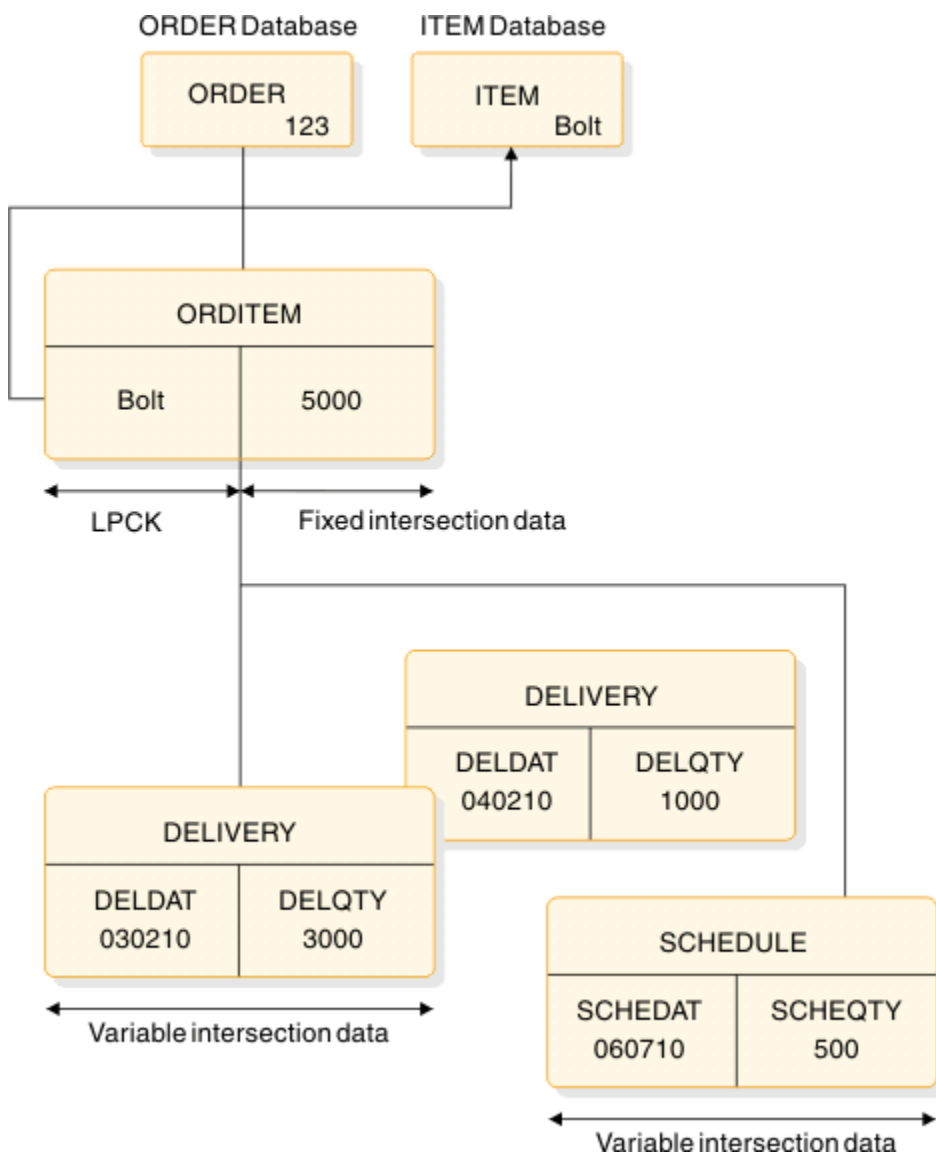 ORDER Database
ITEM Database
ORDER
123
ITEM
Bolt
ORDITEM
Bolt
5000
LPCK
Fixed intersection data
DELIVERY
DELDAT
040210
DELQTY
1000
DELIVERY
DELDAT
030210
DELQTY
3000
Variable intersection data
SCHEDULE
SCHEDAT
060710
SCHEQTY
500
Variable intersection data